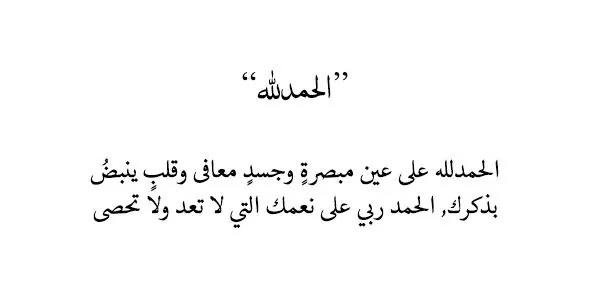 ”الحمدلله“
الحمدلله على عين مبصرةٍ وجسدٍ معافى وقلبٍ ينبضُ
بذكرك, الحمد ربي على نعمك التي لا تعد ولا تحصى